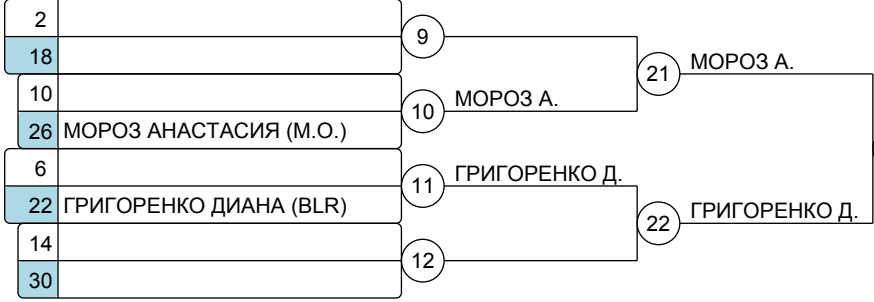 2
18
9
10
26 МОРОЗ АНАСТАСИЯ (М.О.)
10
МОРОЗ А.
21
МОРОЗ А.
6
22 ГРИГОРЕНКО ДИАНА (BLR)
11
ГРИГОРЕНКО Д.
14
30
12
22
ГРИГОРЕНКО Д.